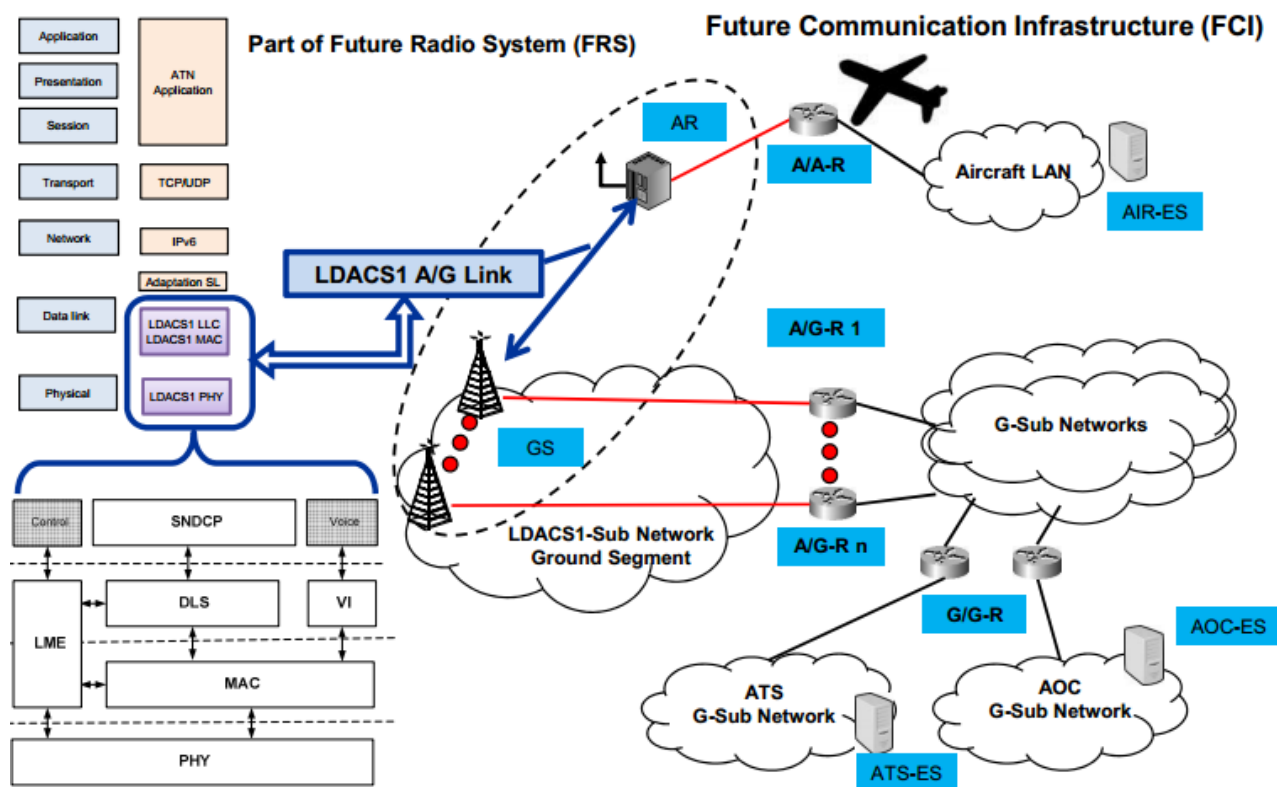 Future Communication Infrastructure (FCI)
Part of Future Radio System (FRS)
Application
Presentation
Session
ATN
Application
Transport
TCP/UDP
Network
IPv6
Adaptation SL
Data link
LDACS1 LLC
LDACS1 MAC
Physical
LDACS1 PHY
LDACS1 A/G Link
AR
A/A-R
Aircraft LAN
AIR-ES
A/G-R 1
GS
G-Sub Networks
LDACS1-Sub Network
Ground Segment
A/G-R n
G/G-R
AOC-ES
ATS
G-Sub Network
AOC
G-Sub Network
ATS-ES
Control
SNDCP
Voice
DLS
VI
LME
MAC
PHY